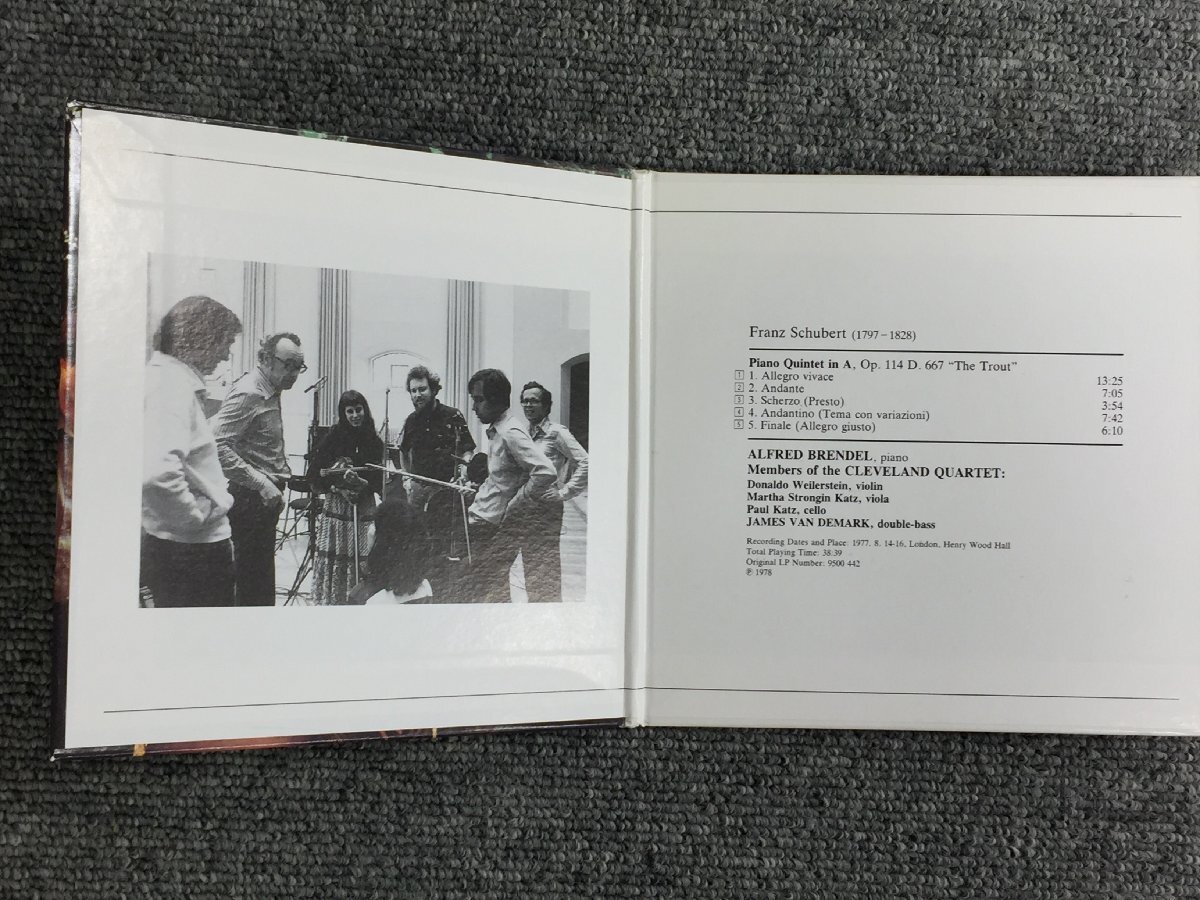 Franz Schubert (1797–1828)
Piano Quintet in A, Op. 114 D. 667 "The Trout"
1 1. Allegro vivace 13:25
2 2. Andante 7:05
3 3. Scherzo (Presto) 3:54
4 4. Andantino (Tema con variazioni) 7:42
5 5. Finale (Allegro giusto) 6:10
ALFRED BRENDEL, piano
Members of the CLEVELAND QUARTET:
Donaldo Weilerstein, violin
Martha Strongin Katz, viola
Paul Katz, cello
JAMES VAN DEMARK, double-bass
Recording Dates and Place: 1977. 8. 14-16, London, Henry Wood Hall
Total Playing Time: 38:39
Original LP Number: 9500 442
℗ 1978